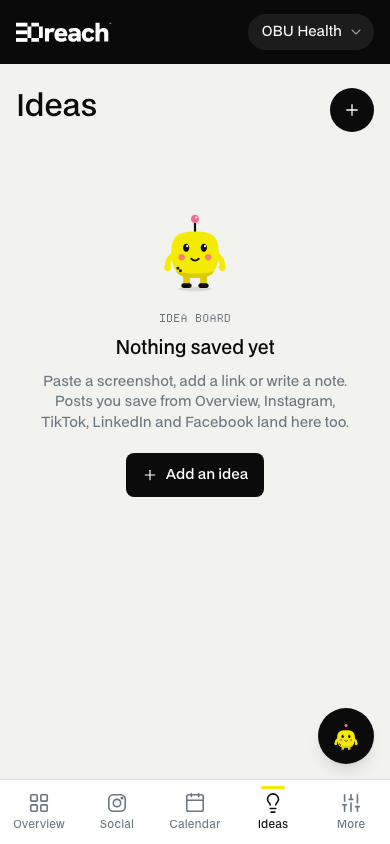 reach
OBU Health
Ideas
IDEA BOARD
Nothing saved yet
Paste a screenshot, add a link or write a note.
Posts you save from Overview, Instagram,
TikTok, LinkedIn and Facebook land here too.
Add an idea
Overview
Social
Calendar
Ideas
More